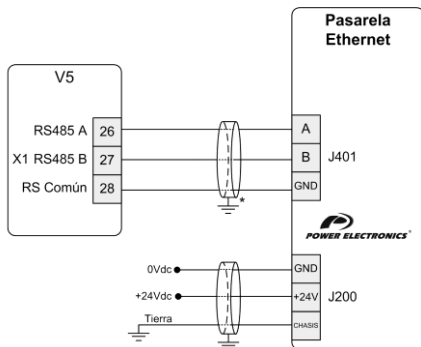 Pasarela
Ethernet
V5
RS485 A 26
X1 RS485 B 27
RS Común 28
A
B
GND
J401
*
POWER ELECTRONICS®
0Vdc
+24Vdc
Tierra
GND
+24V
CHASIS
J200